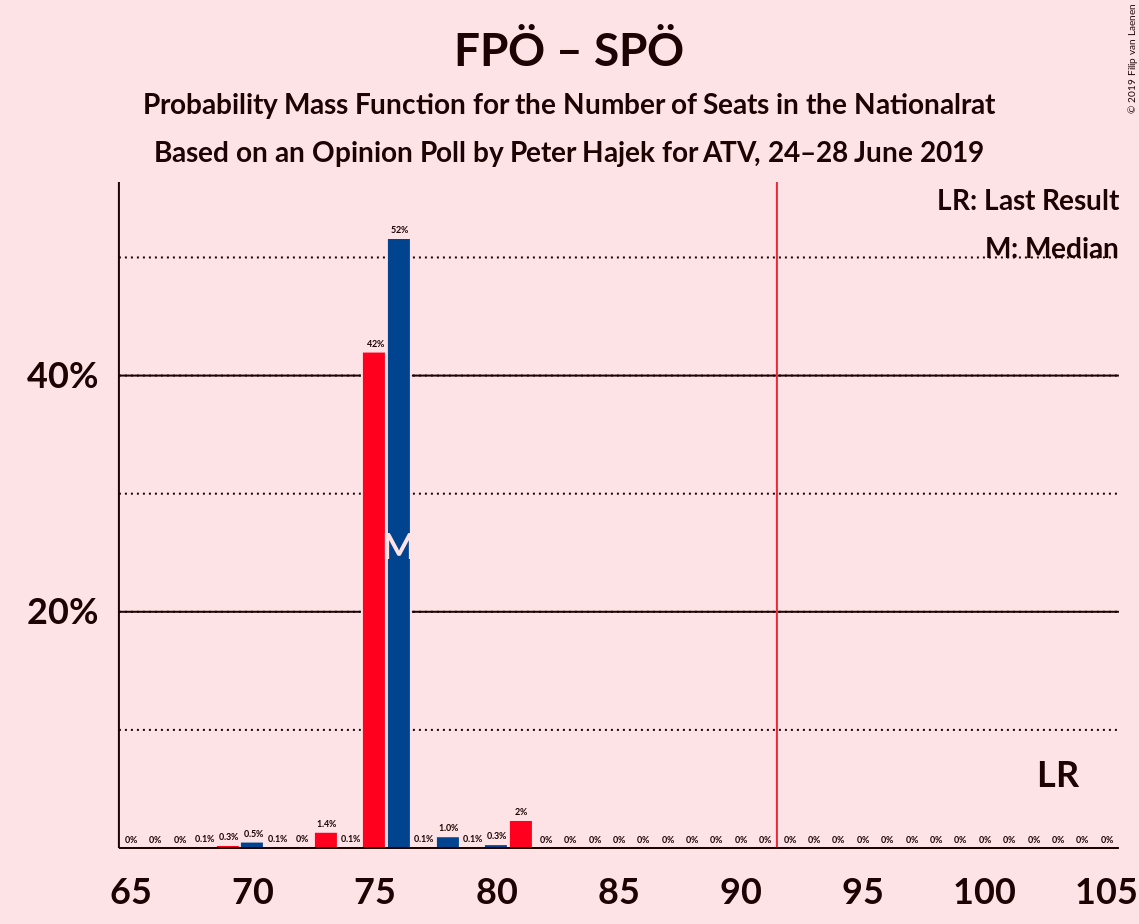 FPÖ – SPÖ
Probability Mass Function for the Number of Seats in the Nationalrat
Based on an Opinion Poll by Peter Hajek for ATV, 24–28 June 2019
© 2019 Filip van Laenen
LR: Last Result
M: Median
52%
42%
40%
M
20%
LR
0% 0% 0% 0.1% 0.3% 0.5% 0.1% 0% 1.4% 0.1% 0.1% 1.0% 0.1% 0.3% 2% 0% 0% 0% 0% 0% 0% 0% 0% 0% 0% 0% 0% 0% 0% 0% 0% 0% 0% 0% 0% 0% 0% 0% 0%
65 70 75 80 85 90 95 100 105